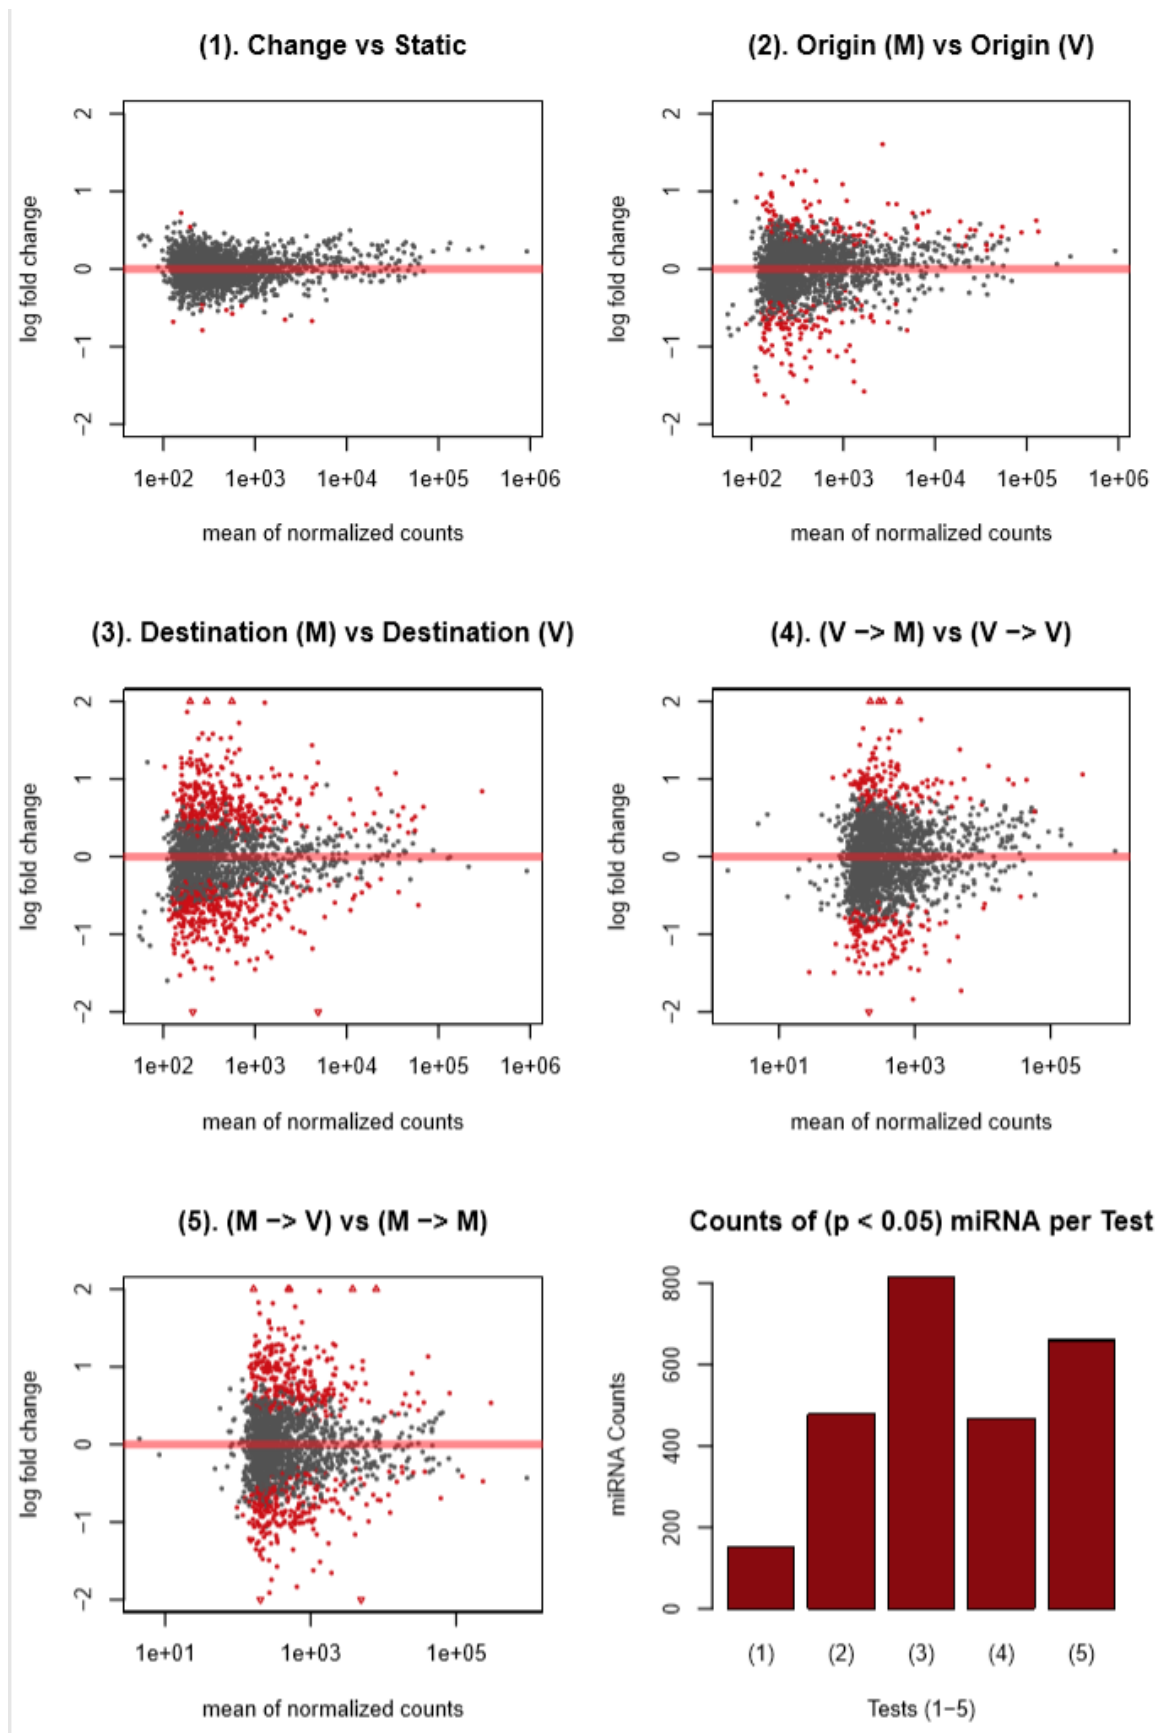 (1). Change vs Static
2
1
0
−1
−2
log fold change
1e+02 1e+03 1e+04 1e+05 1e+06
mean of normalized counts
(2). Origin (M) vs Origin (V)
2
1
0
−1
−2
log fold change
1e+02 1e+03 1e+04 1e+05 1e+06
mean of normalized counts
(3). Destination (M) vs Destination (V)
2
1
0
−1
−2
log fold change
1e+02 1e+03 1e+04 1e+05 1e+06
mean of normalized counts
(4). (V −> M) vs (V −> V)
2
1
0
−1
−2
log fold change
1e+01 1e+03 1e+05
mean of normalized counts
(5). (M −> V) vs (M −> M)
2
1
0
−1
−2
log fold change
1e+01 1e+03 1e+05
mean of normalized counts
Counts of (p < 0.05) miRNA per Test
800
600
400
200
0
miRNA Counts
(1) (2) (3) (4) (5)
Tests (1−5)